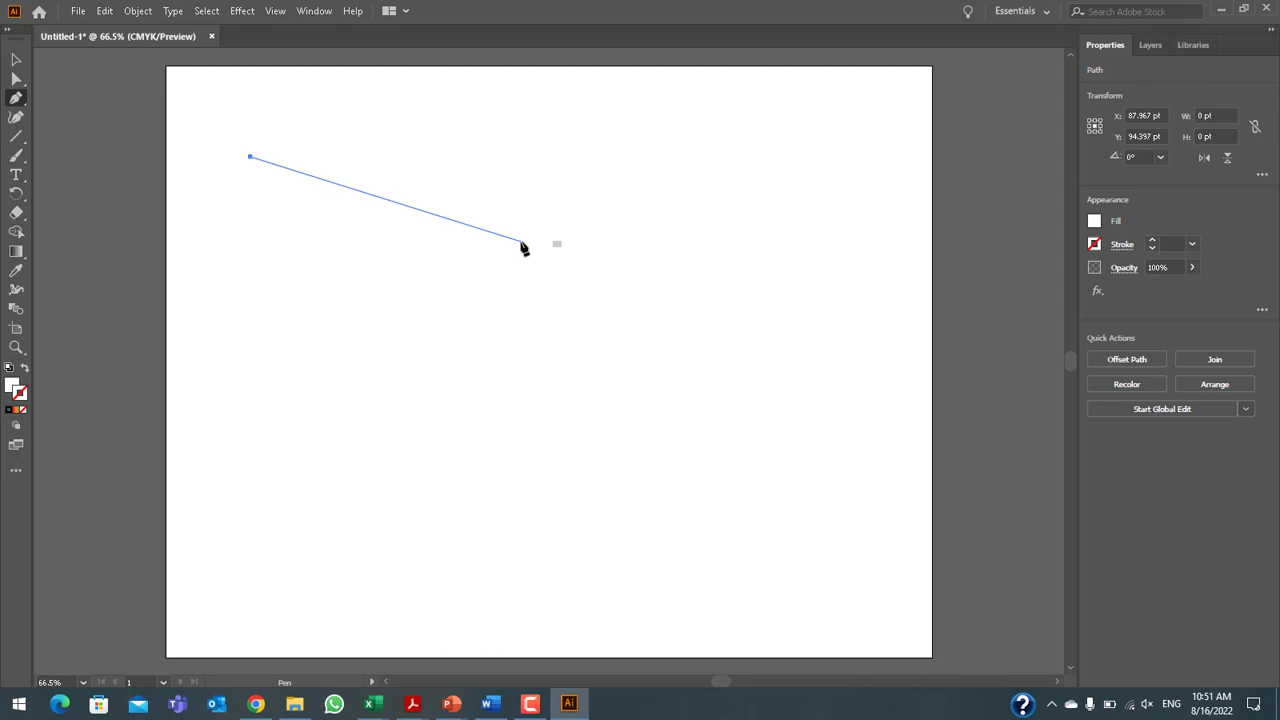 Ai File Edit Object Type Select Effect View Window Help Essentials Search Adobe Stock
Untitled-1* @ 66.5% (CMYK/Preview) × Properties Layers Libraries
Path
Transform
X: 87.967 pt W: 0 pt
Y: 94.397 pt H: 0 pt
0°
Appearance
Fill
Stroke
Opacity 100%
fx.
Quick Actions
Offset Path Join
Recolor Arrange
Start Global Edit
66.5% 1 Pen
10:51 AM
Ai ENG
8/16/2022